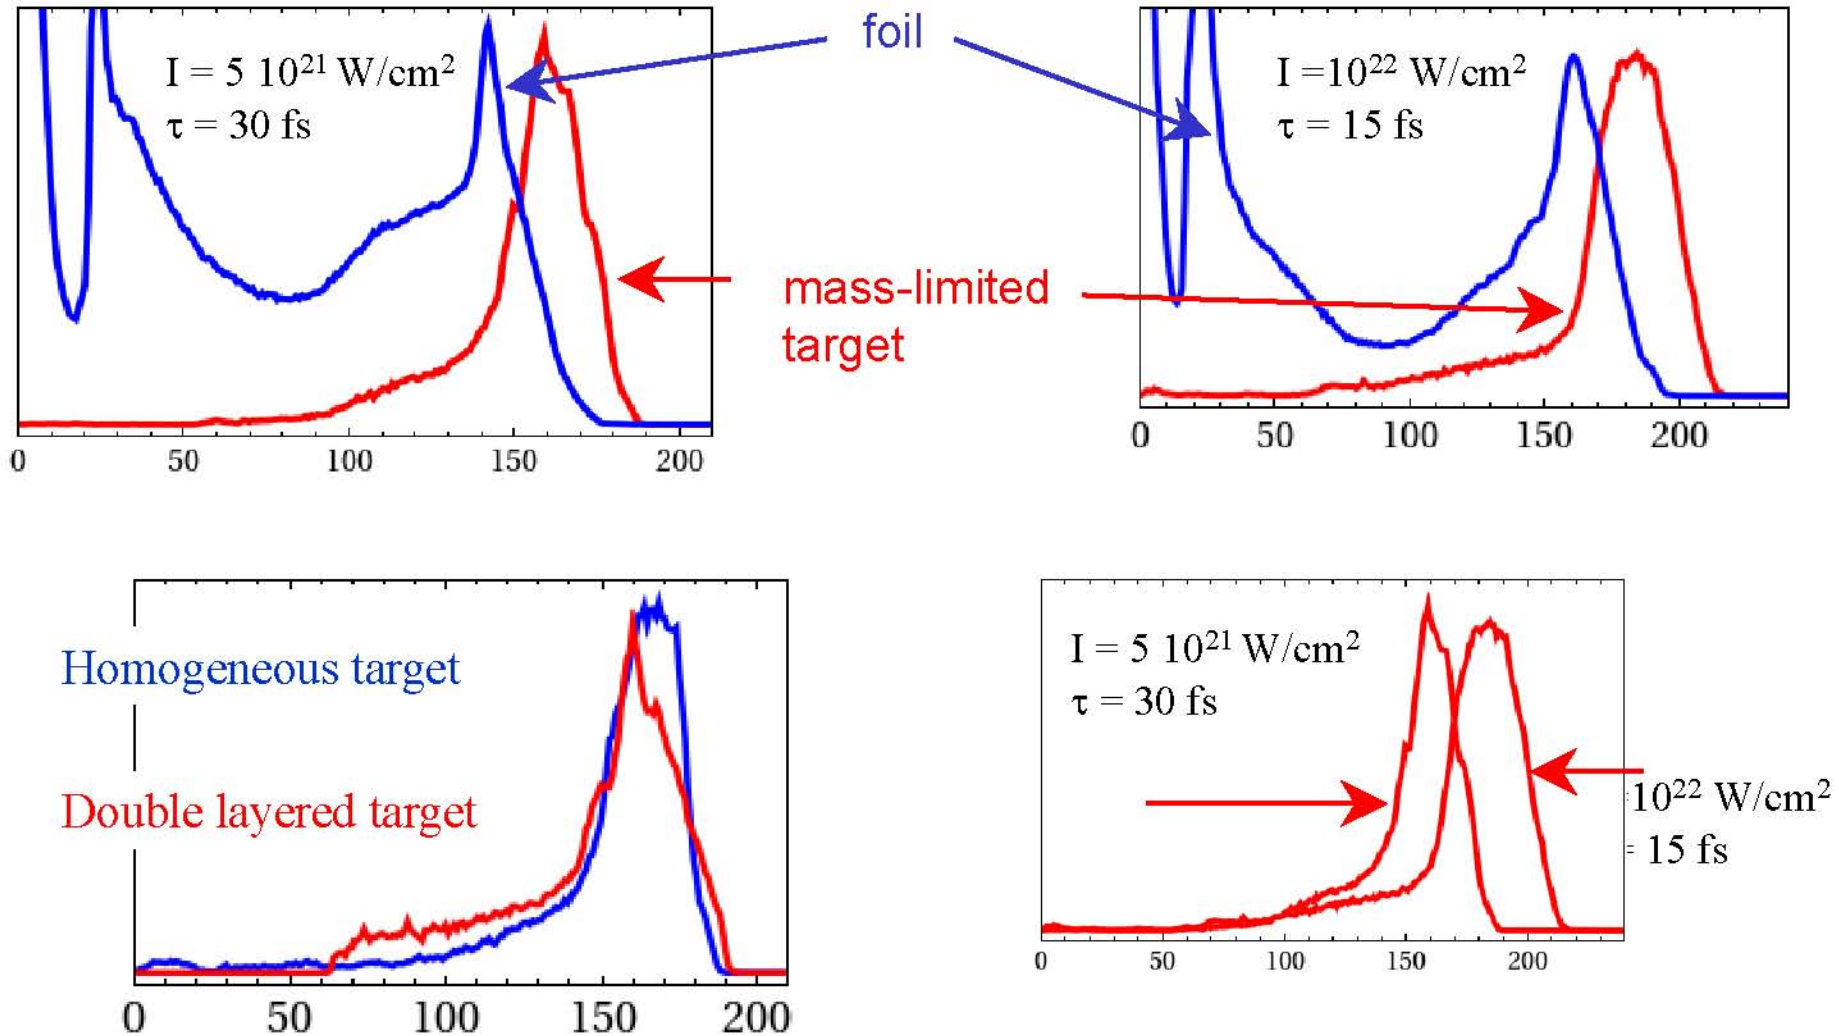 I = 5 10²¹ W/cm²
τ = 30 fs
foil
I =10²² W/cm²
τ = 15 fs
mass-limited
target
0 50 100 150 200
0 50 100 150 200
Homogeneous target
Double layered target
0 50 100 150 200
I = 5 10²¹ W/cm²
τ = 30 fs
10²² W/cm²
= 15 fs
0 50 100 150 200